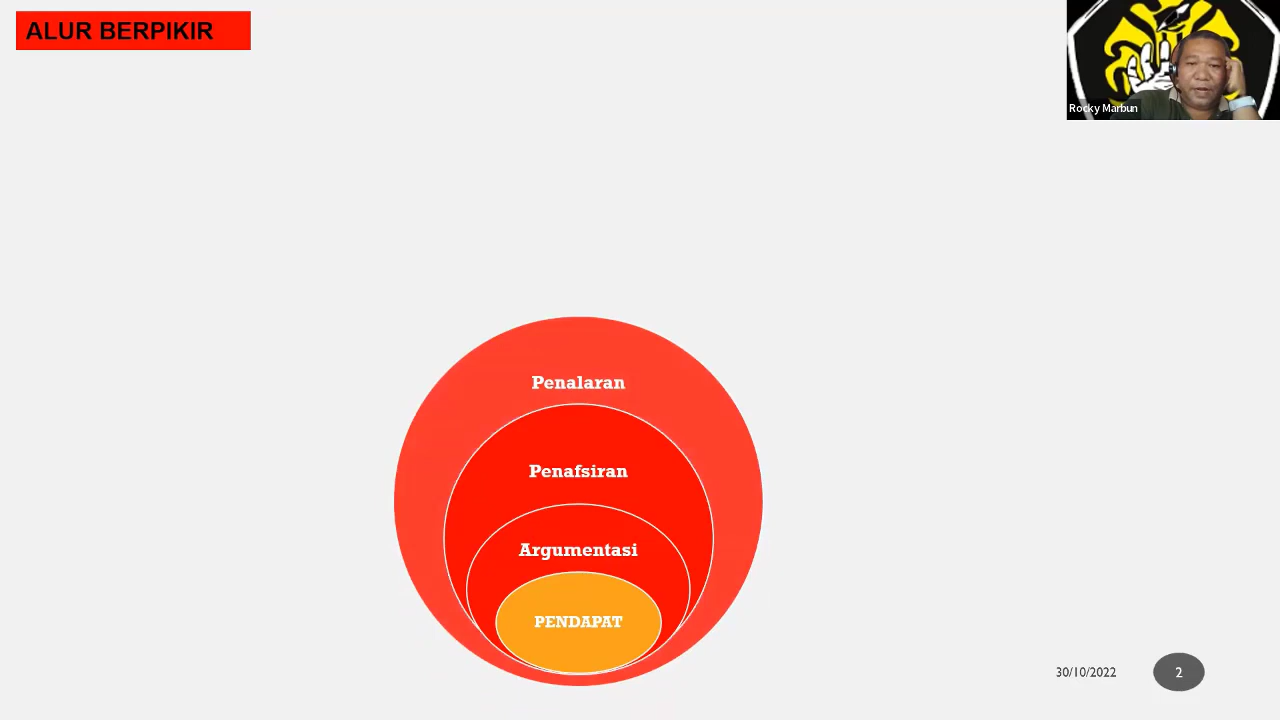 ALUR BERPIKIR
Rocky Marbun
Penalaran
Penafsiran
Argumentasi
PENDAPAT
30/10/2022
2